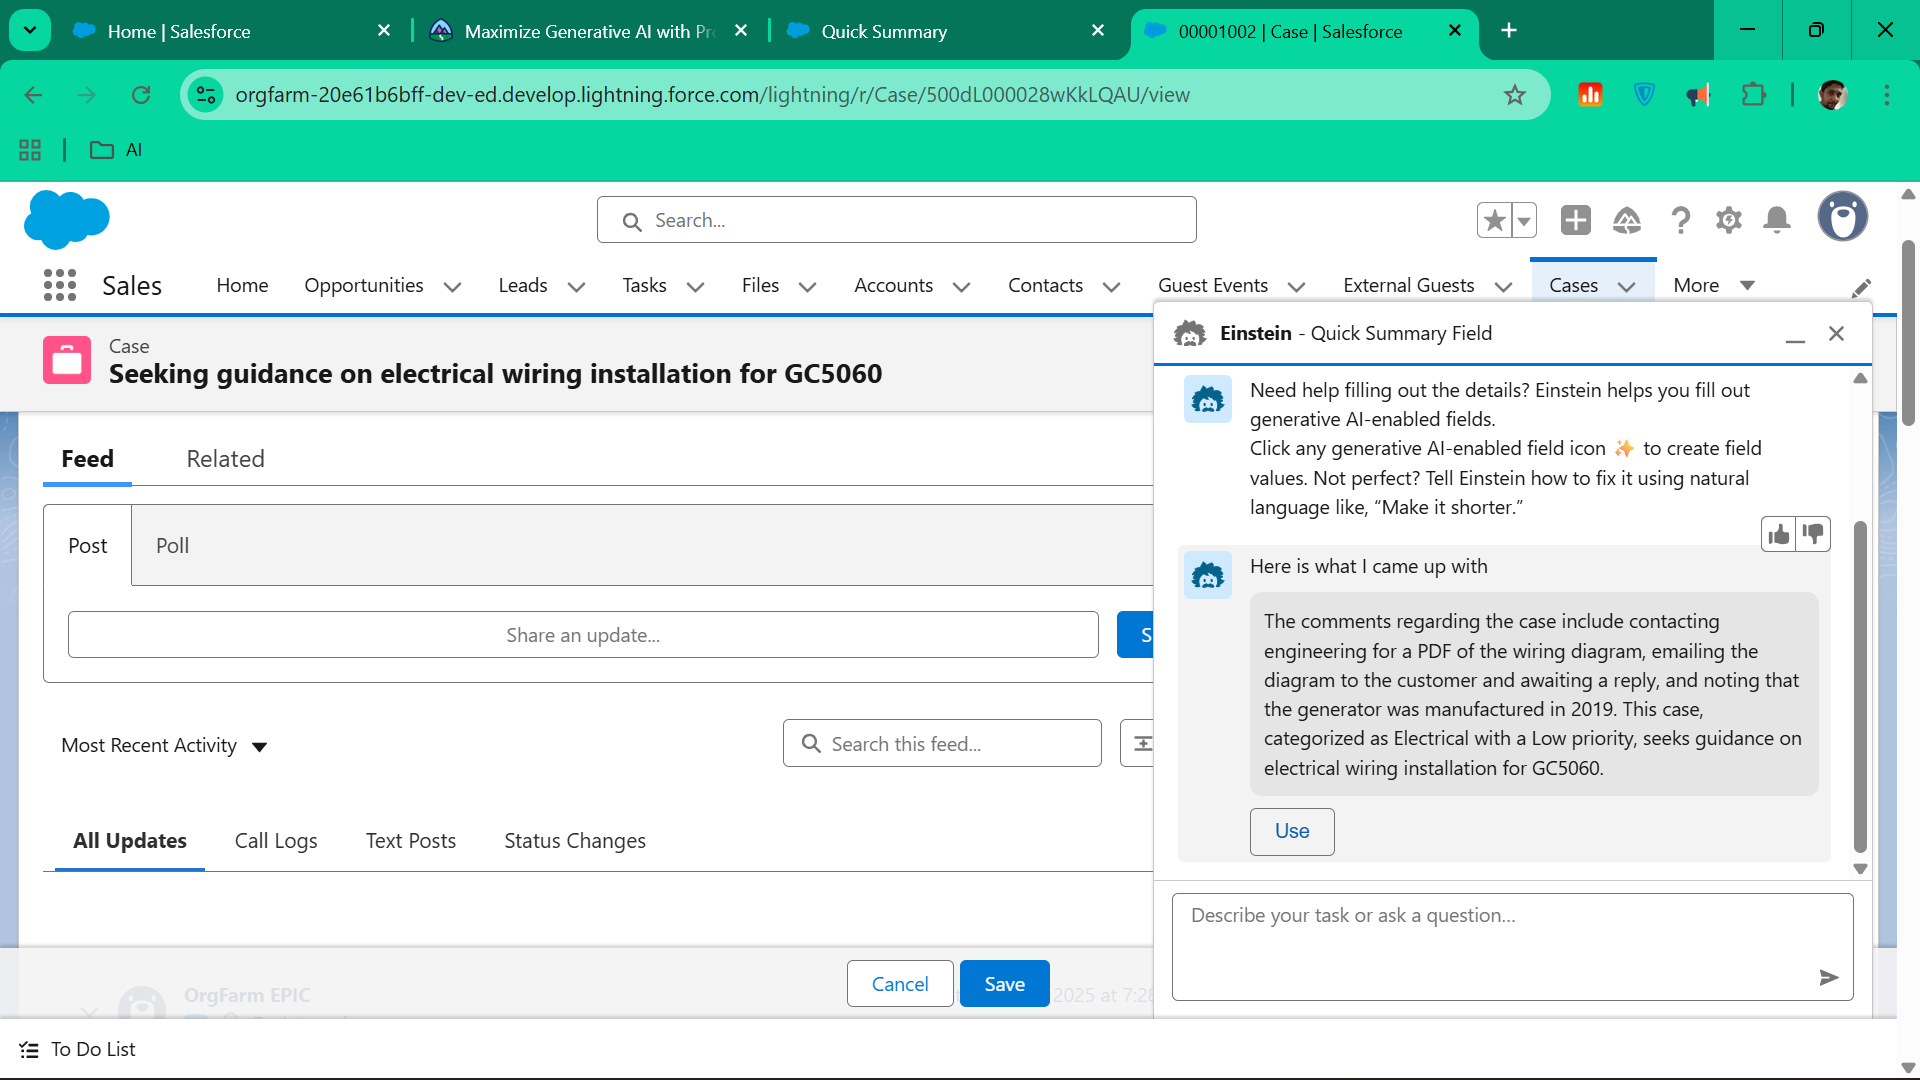 Home | Salesforce
Maximize Generative AI with Pr
Quick Summary
00001002 | Case | Salesforce
orgfarm-20e61b6bff-dev-ed.develop.lightning.force.com/lightning/r/Case/500dL000028wKkLQAU/view
AI
Search...
Sales
Home
Opportunities
Leads
Tasks
Files
Accounts
Contacts
Guest Events
External Guests
Cases
More
Case
Seeking guidance on electrical wiring installation for GC5060
Feed
Related
Post
Poll
Share an update...
S
Most Recent Activity
Search this feed...
All Updates
Call Logs
Text Posts
Status Changes
OrgFarm EPIC
2025 at 7:28
Cancel
Save
To Do List
Einstein - Quick Summary Field
Need help filling out the details? Einstein helps you fill out
generative AI-enabled fields.
Click any generative AI-enabled field icon ✨ to create field
values. Not perfect? Tell Einstein how to fix it using natural
language like, “Make it shorter.”
Here is what I came up with
The comments regarding the case include contacting
engineering for a PDF of the wiring diagram, emailing the
diagram to the customer and awaiting a reply, and noting that
the generator was manufactured in 2019. This case,
categorized as Electrical with a Low priority, seeks guidance on
electrical wiring installation for GC5060.
Use
Describe your task or ask a question...